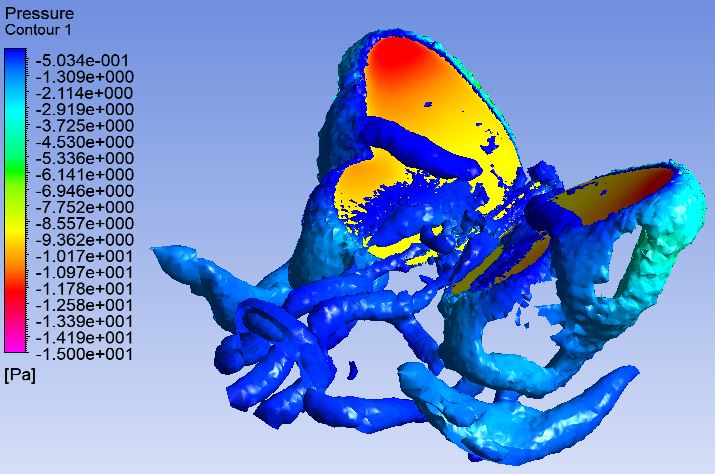 Pressure
Contour 1
-5.034e-001
-1.309e+000
-2.114e+000
-2.919e+000
-3.725e+000
-4.530e+000
-5.336e+000
-6.141e+000
-6.946e+000
-7.752e+000
-8.557e+000
-9.362e+000
-1.017e+001
-1.097e+001
-1.178e+001
-1.258e+001
-1.339e+001
-1.419e+001
-1.500e+001
[Pa]